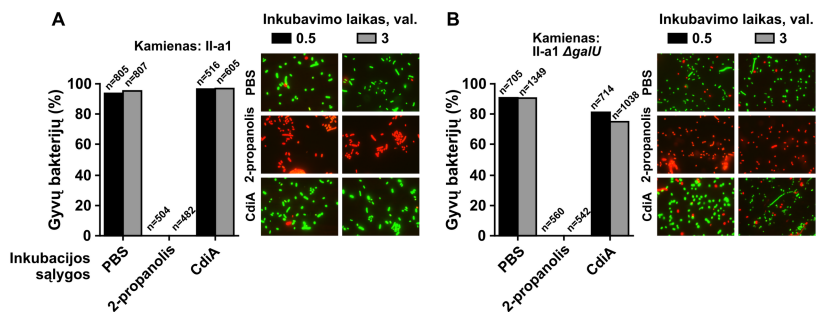 A
Inkubavimo laikas, val.
Kamienas: II-a1
0.5
3
Gyvų bakterijų (%)
100
80
60
40
20
0
n=805
n=807
n=504
n=482
n=516
n=605
PBS
2-propanolis
CdiA
Inkubacijos
sąlygos
PBS
2-propanolis
CdiA
B
Inkubavimo laikas, val.
Kamienas:
II-a1 ΔgalU
0.5
3
Gyvų bakterijų (%)
100
80
60
40
20
0
n=705
n=1349
n=560
n=542
n=714
n=1038
PBS
2-propanolis
CdiA
PBS
2-propanolis
CdiA